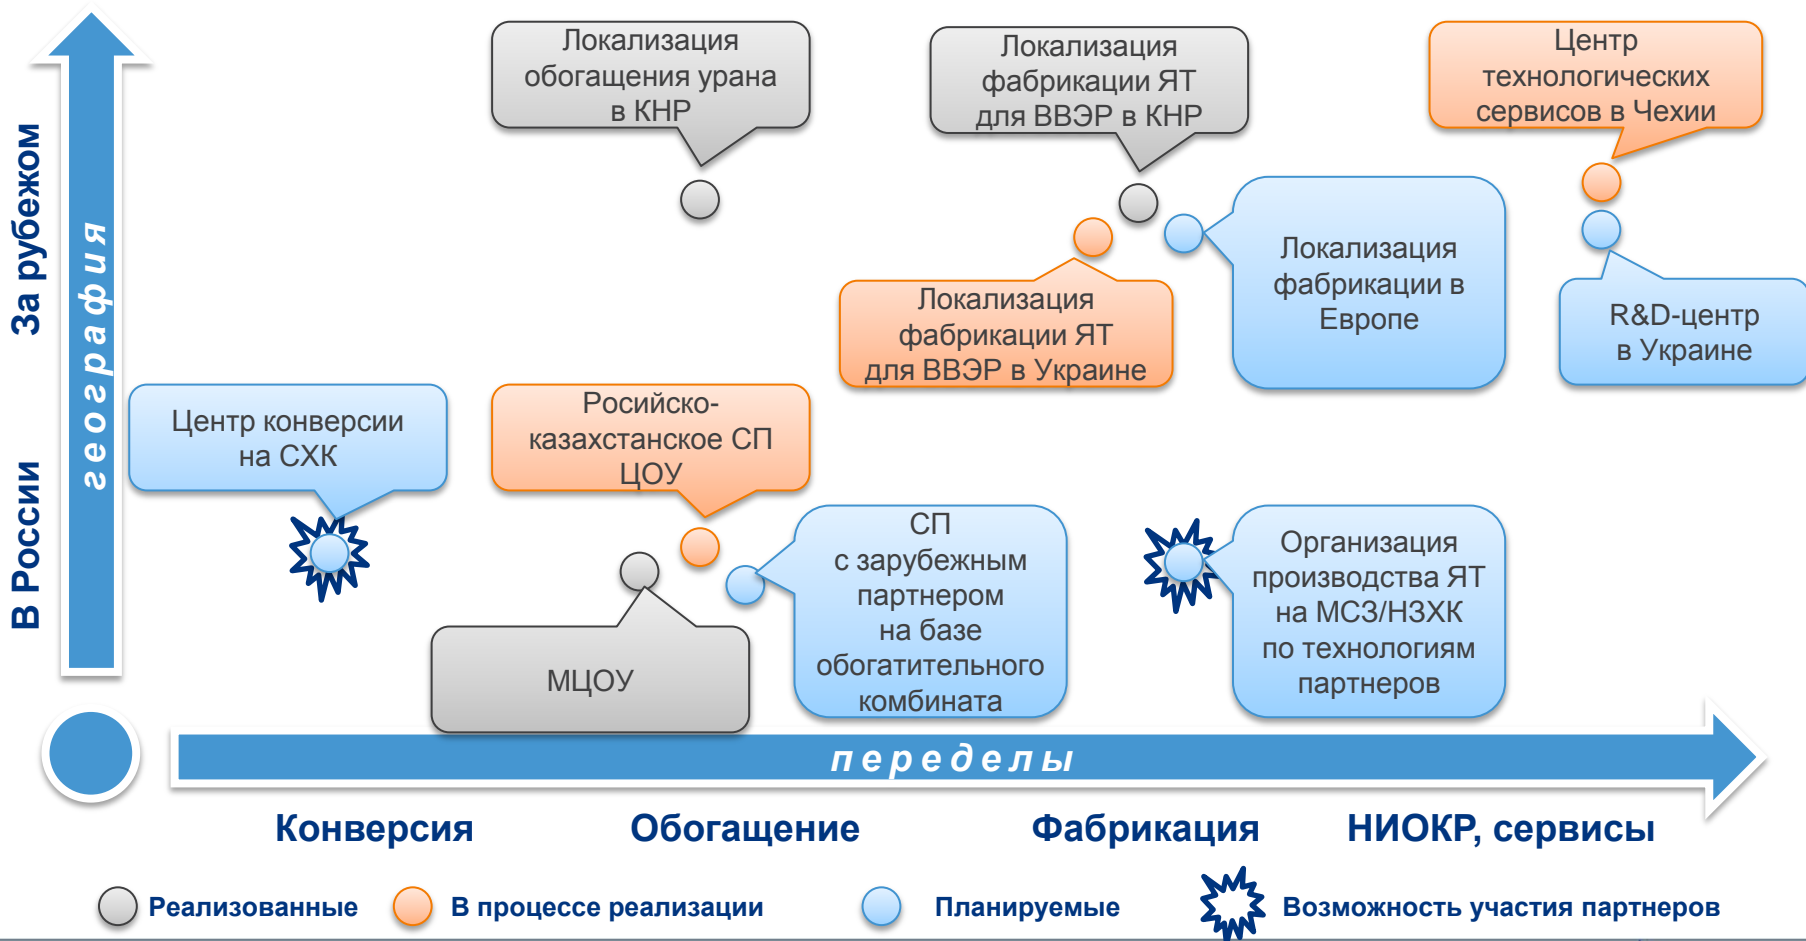 Локализация
обогащения урана
в КНР
Локализация
фабрикации ЯТ
для ВВЭР в КНР
Центр
технологических
сервисов в Чехии
За рубежом
география
Локализация
фабрикации ЯТ
для ВВЭР в Украине
Локализация
фабрикации в
Европе
R&D-центр
в Украине
В России
Центр конверсии
на СХК
Росийско-
казахстанское СП
ЦОУ
МЦОУ
СП
с зарубежным
партнером
на базе
обогатительного
комбината
Организация
производства ЯТ
на МСЗ/НЗХК
по технологиям
партнеров
переделы
Конверсия
Обогащение
Фабрикация
НИОКР, сервисы
Реализованные
В процессе реализации
Планируемые
Возможность участия партнеров